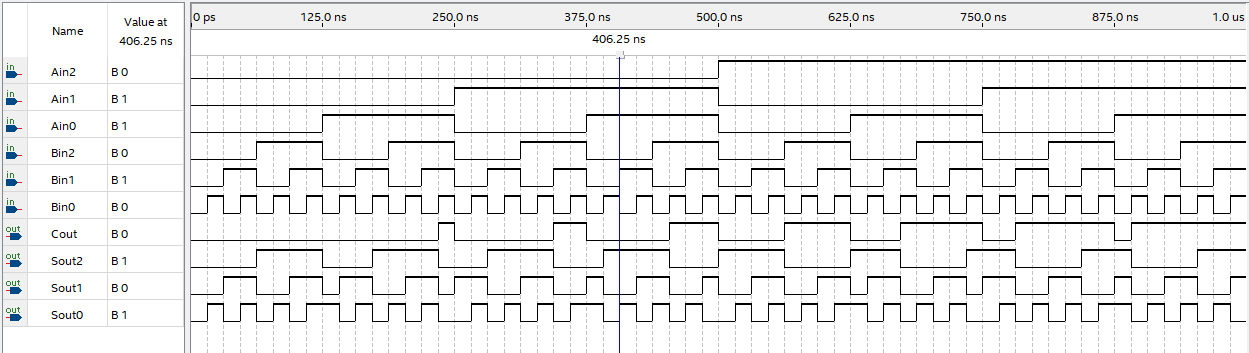 Name
Value at
406.25 ns
0 ps
125.0 ns
250.0 ns
375.0 ns
500.0 ns
625.0 ns
750.0 ns
875.0 ns
1.0 us
406.25 ns
in
Ain2
B 0
in
Ain1
B 1
in
Ain0
B 1
in
Bin2
B 0
in
Bin1
B 1
in
Bin0
B 0
out
Cout
B 0
out
Sout2
B 1
out
Sout1
B 0
out
Sout0
B 1